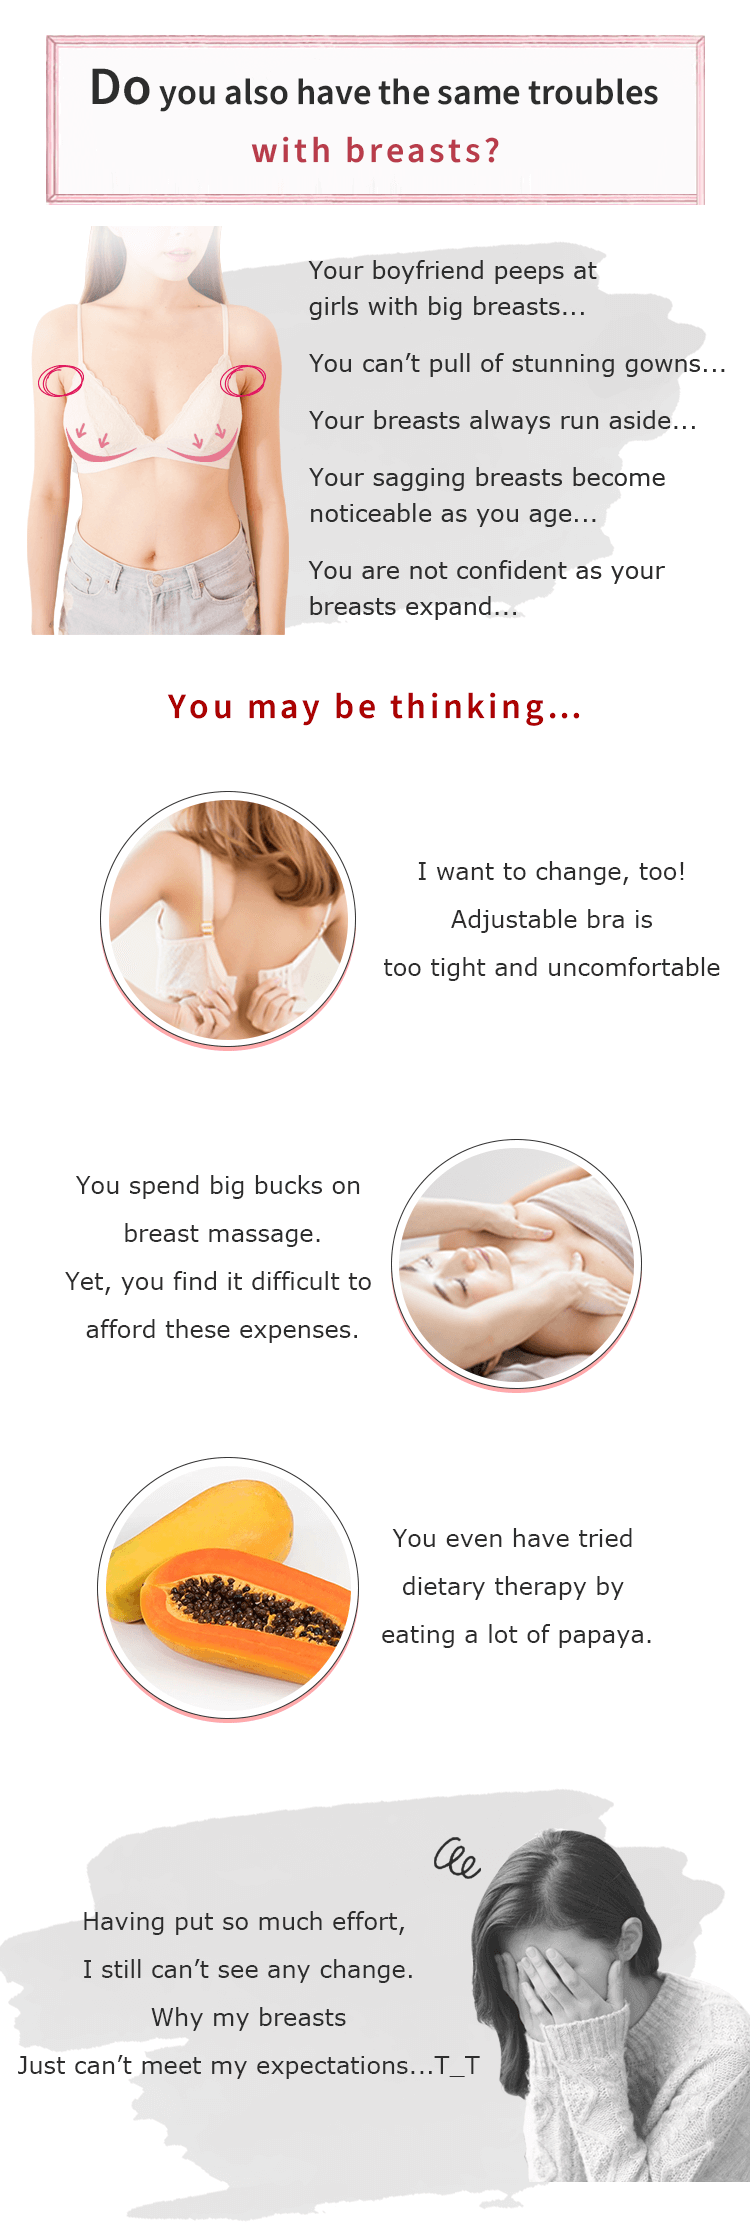 Do you also have the same troubles
with breasts?
Your boyfriend peeps at
girls with big breasts...
You can't pull of stunning gowns...
Your breasts always run aside...
Your sagging breasts become
noticeable as you age...
You are not confident as your
breasts expand...
You may be thinking...
I want to change, too!
Adjustable bra is
too tight and uncomfortable
You spend big bucks on
breast massage.
Yet, you find it difficult to
afford these expenses.
You even have tried
dietary therapy by
eating a lot of papaya.
Having put so much effort,
I still can't see any change.
Why my breasts
Just can't meet my expectations...T_T